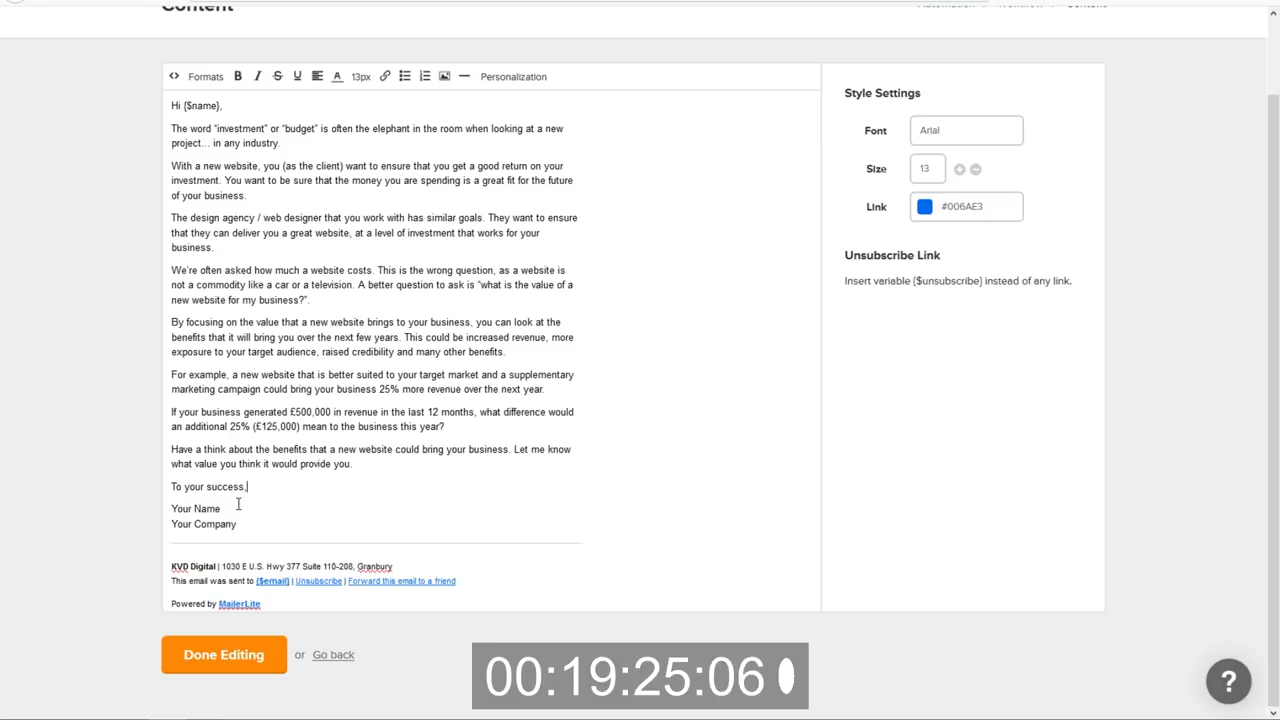 Content
Formats B I S U A 13px Personalization
Hi {$name},
The word “investment” or “budget” is often the elephant in the room when looking at a new
project… in any industry.
With a new website, you (as the client) want to ensure that you get a good return on your
investment. You want to be sure that the money you are spending is a great fit for the future
of your business.
The design agency / web designer that you work with has similar goals. They want to ensure
that they can deliver you a great website, at a level of investment that works for your
business.
We’re often asked how much a website costs. This is the wrong question, as a website is
not a commodity like a car or a television. A better question to ask is “what is the value of a
new website for my business?”.
By focusing on the value that a new website brings to your business, you can look at the
benefits that it will bring you over the next few years. This could be increased revenue, more
exposure to your target audience, raised credibility and many other benefits.
For example, a new website that is better suited to your target market and a supplementary
marketing campaign could bring your business 25% more revenue over the next year.
If your business generated £500,000 in revenue in the last 12 months, what difference would
an additional 25% (£125,000) mean to the business this year?
Have a think about the benefits that a new website could bring your business. Let me know
what value you think it would provide you.
To your success,
Your Name
Your Company
KVD Digital | 1030 E U.S. Hwy 377 Suite 110-208, Granbury
This email was sent to {$email} | Unsubscribe | Forward this email to a friend
Powered by MailerLite
Style Settings
Font Arial
Size 13
Link #006AE3
Unsubscribe Link
Insert variable {$unsubscribe} instead of any link.
Done Editing or Go back
00:19:25:06
?